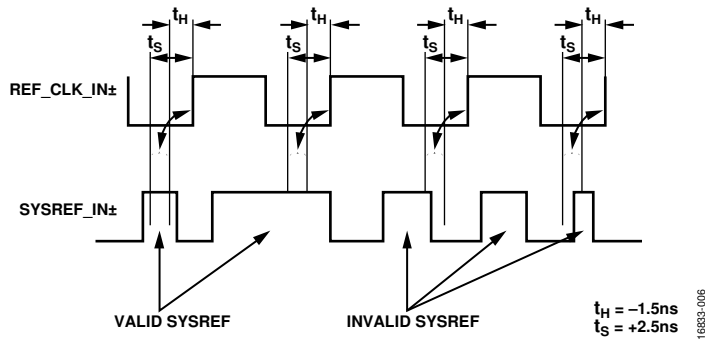 tH tH tH tH
tS tS tS tS
REF_CLK_IN±
SYSREF_IN±
VALID SYSREF INVALID SYSREF
tH = –1.5ns
tS = +2.5ns
16833-006